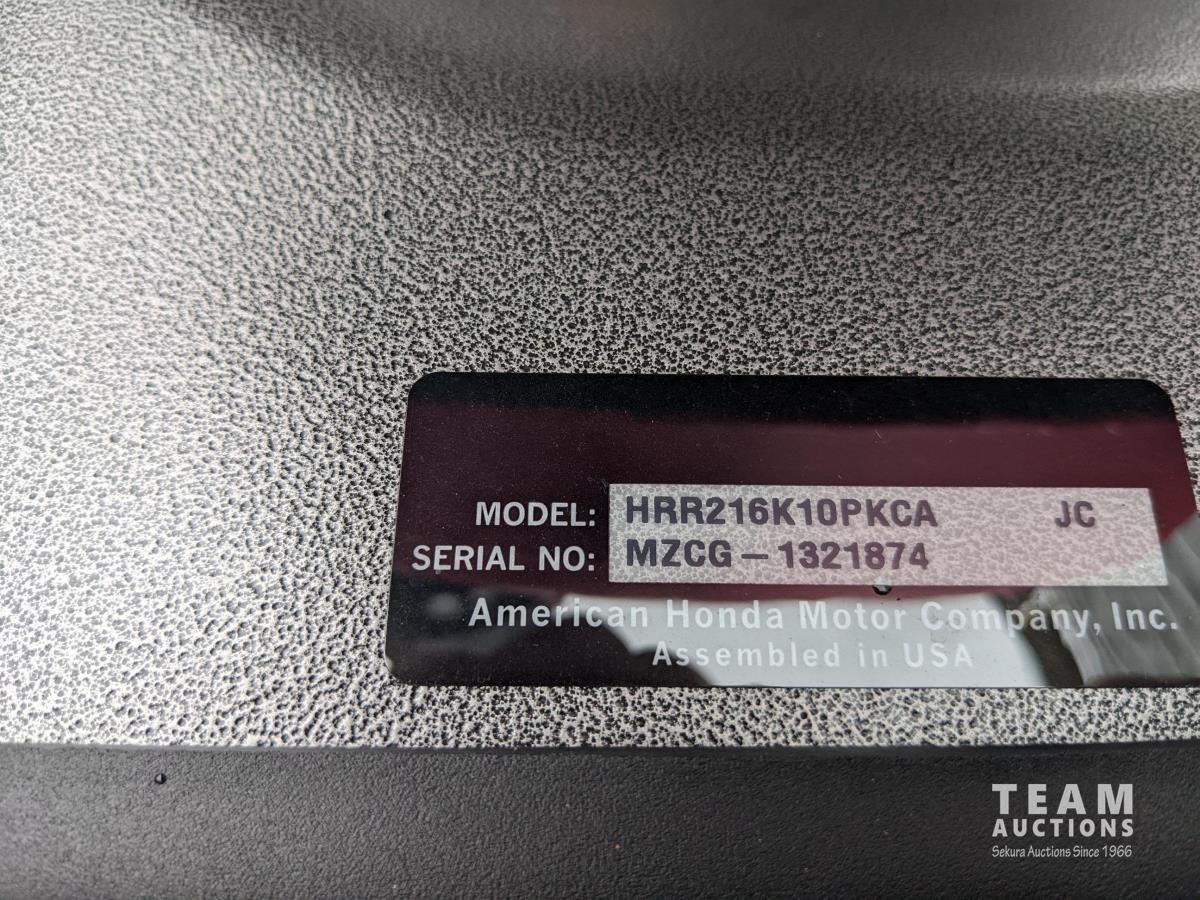 MODEL: HRR216K10PKCA JC
SERIAL NO: MZCG – 1321874
American Honda Motor Company, Inc.
Assembled in USA
TEAM
AUCTIONS
Sekura Auctions Since 1966